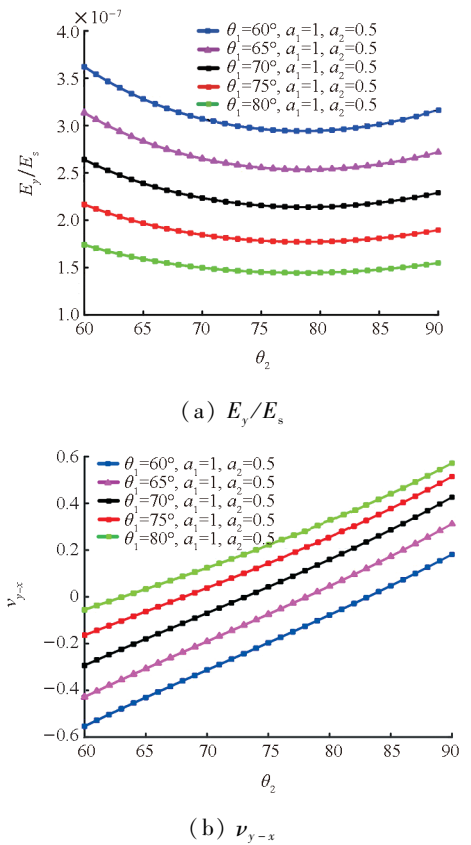 ×10⁻⁷
4.0
3.5
3.0
2.5
2.0
1.5
1.0
E_y/E_s
θ₁=60°, a₁=1, a₂=0.5
θ₁=65°, a₁=1, a₂=0.5
θ₁=70°, a₁=1, a₂=0.5
θ₁=75°, a₁=1, a₂=0.5
θ₁=80°, a₁=1, a₂=0.5
60 65 70 75 80 85 90
θ₂
(a) E_y/E_s
0.6
0.4
0.2
0
−0.2
−0.4
−0.6
ν_{y-x}
θ₁=60°, a₁=1, a₂=0.5
θ₁=65°, a₁=1, a₂=0.5
θ₁=70°, a₁=1, a₂=0.5
θ₁=75°, a₁=1, a₂=0.5
θ₁=80°, a₁=1, a₂=0.5
60 65 70 75 80 85 90
θ₂
(b) ν_{y-x}